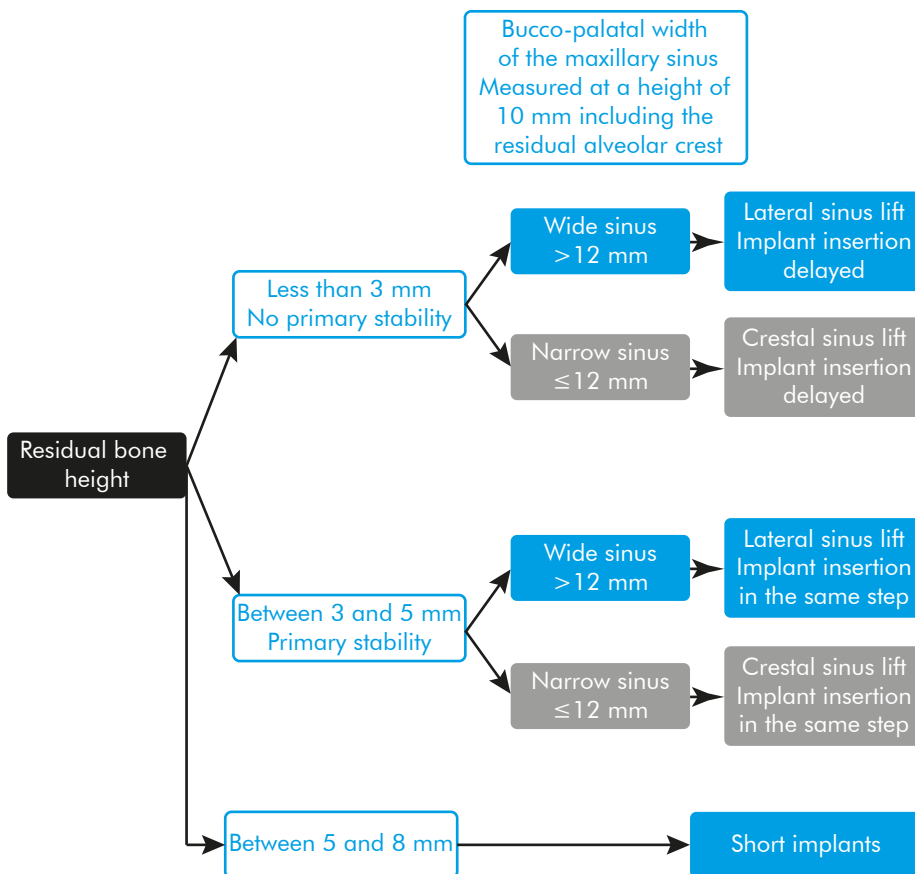 Bucco-palatal width
of the maxillary sinus
Measured at a height of
10 mm including the
residual alveolar crest
Wide sinus
>12 mm
Lateral sinus lift
Implant insertion
delayed
Less than 3 mm
No primary stability
Narrow sinus
≤12 mm
Crestal sinus lift
Implant insertion
delayed
Residual bone
height
Wide sinus
>12 mm
Lateral sinus lift
Implant insertion
in the same step
Between 3 and 5 mm
Primary stability
Narrow sinus
≤12 mm
Crestal sinus lift
Implant insertion
in the same step
Between 5 and 8 mm
Short implants